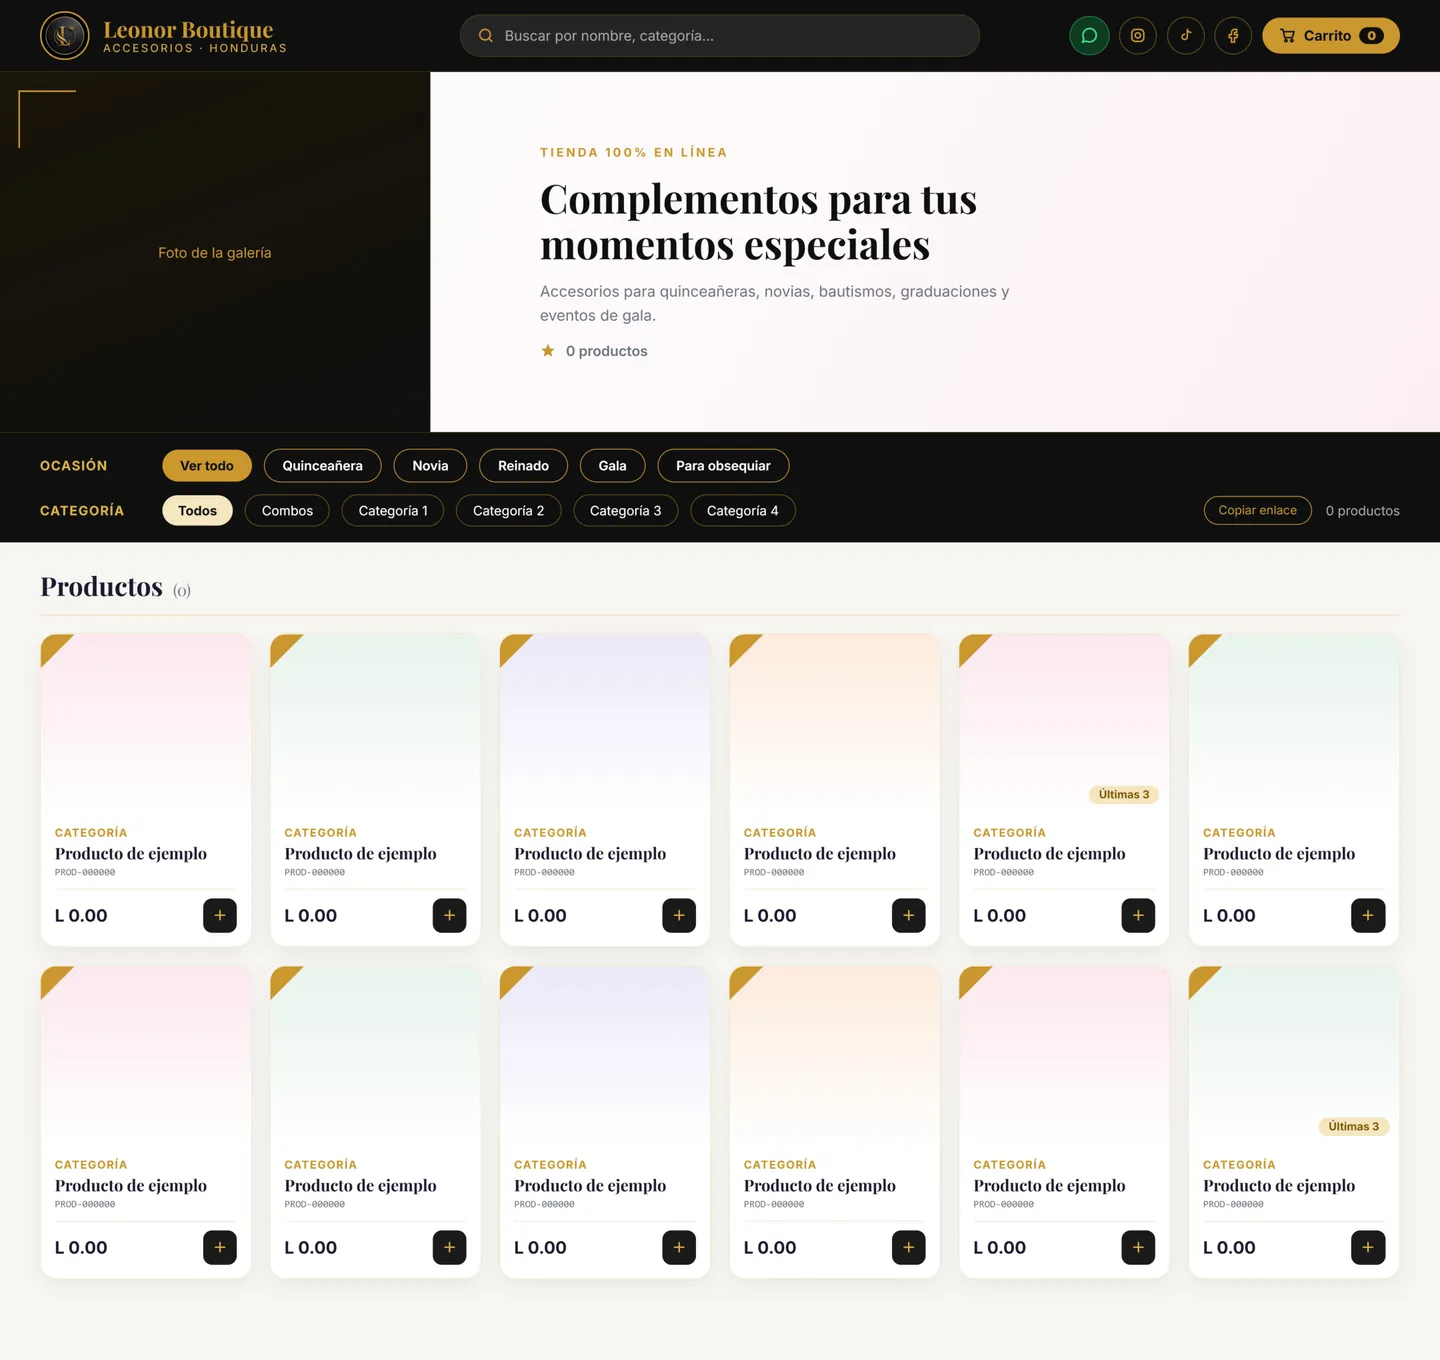 Leonor Boutique
ACCESORIOS · HONDURAS
Buscar por nombre, categoría...
Carrito 0
Foto de la galería
TIENDA 100% EN LÍNEA
Complementos para tus
momentos especiales
Accesorios para quinceañeras, novias, bautismos, graduaciones y
eventos de gala.
0 productos
OCASIÓN Ver todo Quinceañera Novia Reinado Gala Para obsequiar
CATEGORÍA Todos Combos Categoría 1 Categoría 2 Categoría 3 Categoría 4 Copiar enlace 0 productos
Productos (0)
Últimas 3
CATEGORÍA CATEGORÍA CATEGORÍA CATEGORÍA CATEGORÍA CATEGORÍA
Producto de ejemplo Producto de ejemplo Producto de ejemplo Producto de ejemplo Producto de ejemplo Producto de ejemplo
PROD-000000 PROD-000000 PROD-000000 PROD-000000 PROD-000000 PROD-000000
L 0.00 + L 0.00 + L 0.00 + L 0.00 + L 0.00 + L 0.00 +
Últimas 3
CATEGORÍA CATEGORÍA CATEGORÍA CATEGORÍA CATEGORÍA CATEGORÍA
Producto de ejemplo Producto de ejemplo Producto de ejemplo Producto de ejemplo Producto de ejemplo Producto de ejemplo
PROD-000000 PROD-000000 PROD-000000 PROD-000000 PROD-000000 PROD-000000
L 0.00 + L 0.00 + L 0.00 + L 0.00 + L 0.00 + L 0.00 +